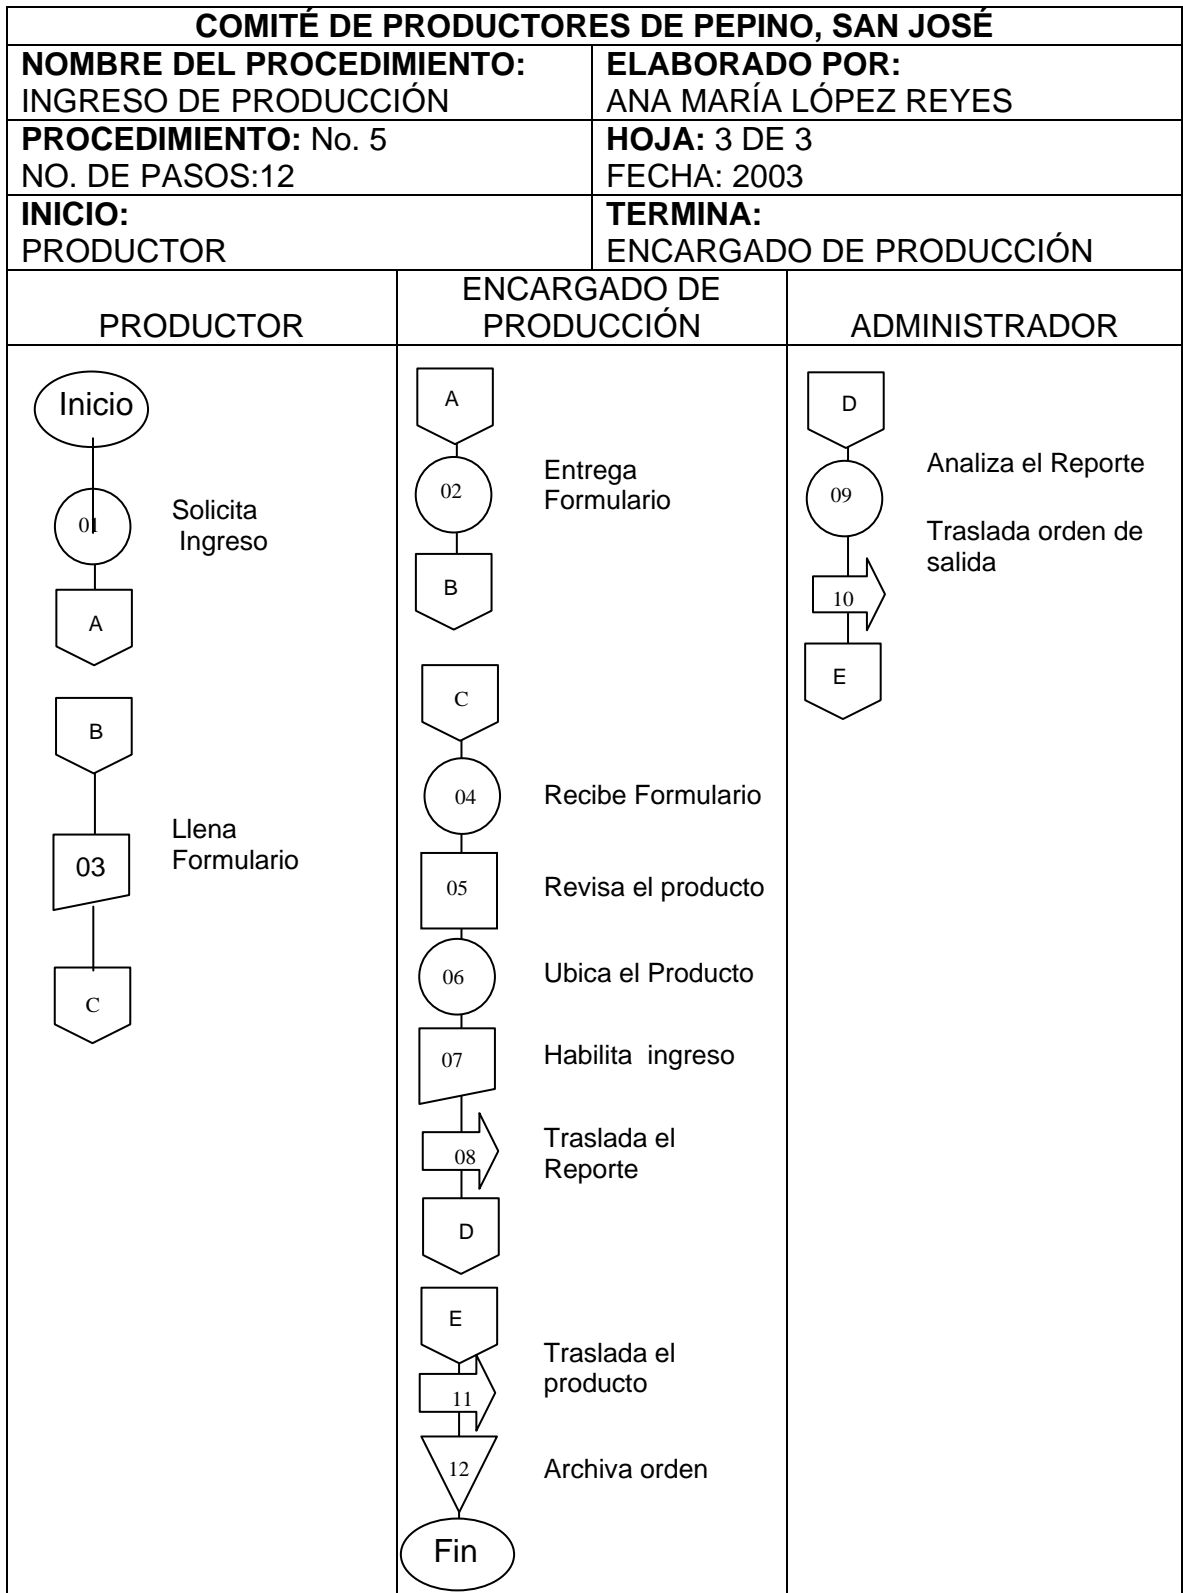 COMITÉ DE PRODUCTORES DE PEPINO, SAN JOSÉ
NOMBRE DEL PROCEDIMIENTO:
INGRESO DE PRODUCCIÓN
ELABORADO POR:
ANA MARÍA LÓPEZ REYES
PROCEDIMIENTO: No. 5
NO. DE PASOS:12
HOJA: 3 DE 3
FECHA: 2003
INICIO:
PRODUCTOR
TERMINA:
ENCARGADO DE PRODUCCIÓN
PRODUCTOR
ENCARGADO DE
PRODUCCIÓN
ADMINISTRADOR
Inicio
01
Solicita
Ingreso
A
B
03
Llena
Formulario
C
A
02
Entrega
Formulario
B
C
04
Recibe Formulario
05
Revisa el producto
06
Ubica el Producto
07
Habilita ingreso
08
Traslada el
Reporte
D
E
11
Traslada el
producto
12
Archiva orden
Fin
D
09
Analiza el Reporte
10
Traslada orden de
salida
E